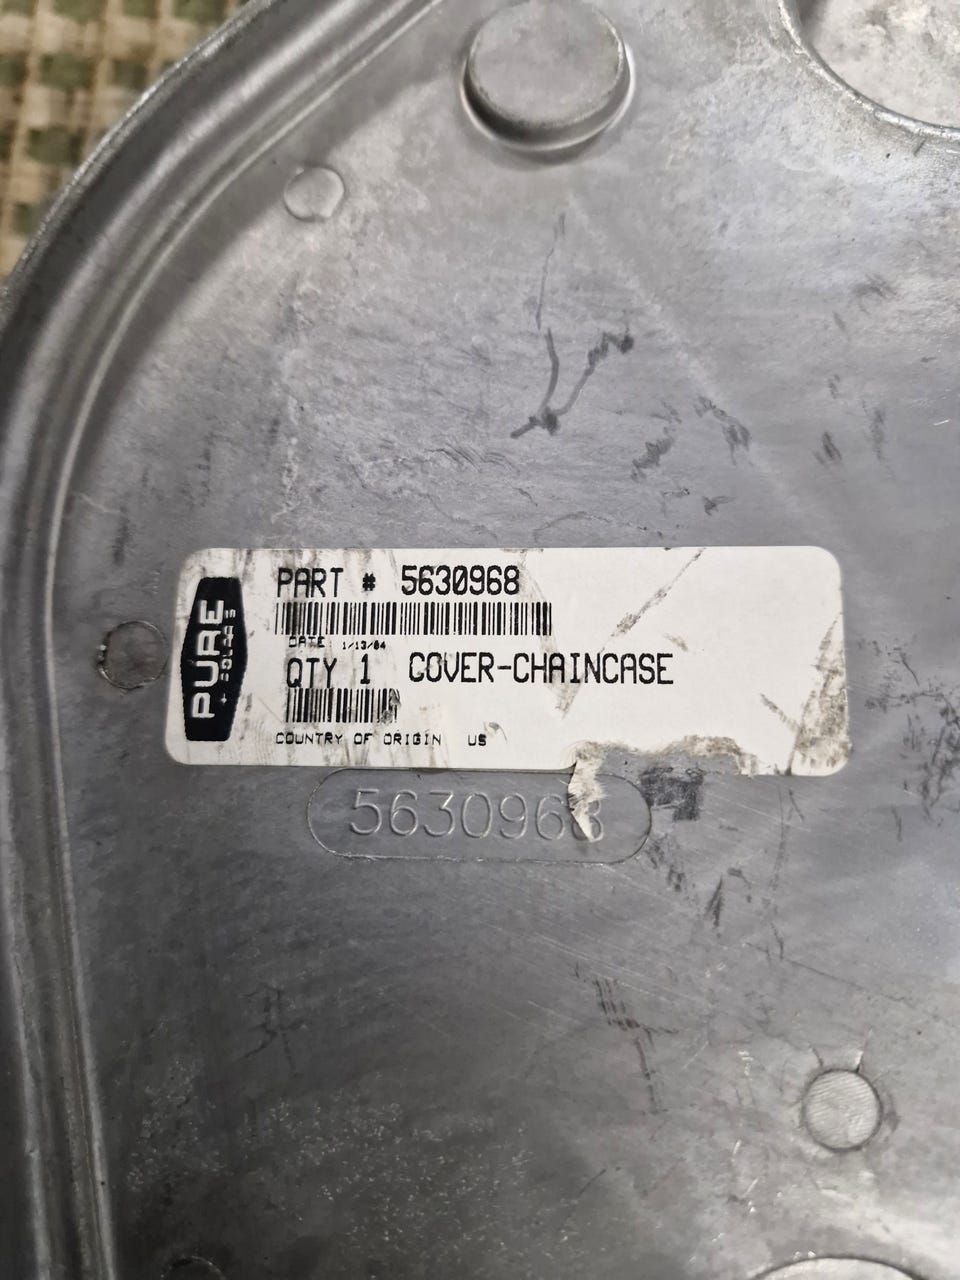 PURE
POLARIS
PART # 5630968
DATE: 1/13/04
QTY 1 COVER-CHAINCASE
COUNTRY OF ORIGIN US
5630968